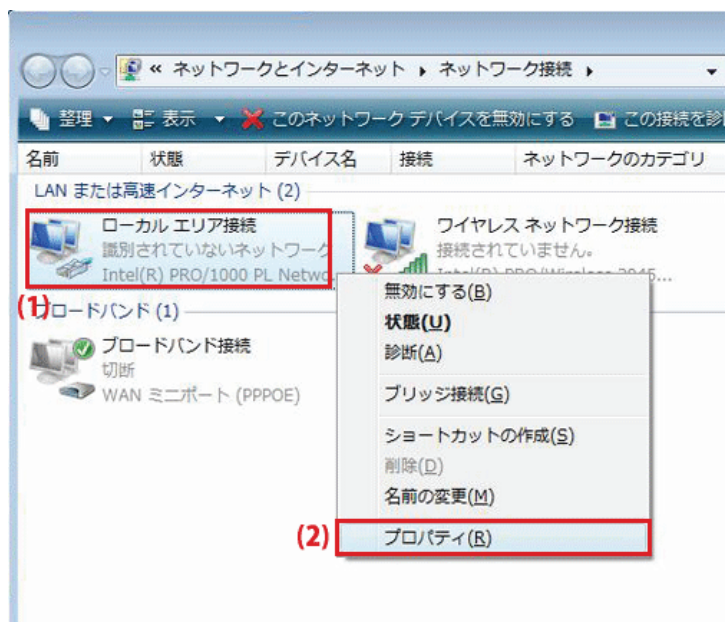 « ネットワークとインターネット ▸ ネットワーク接続 ▸
整理 ▼ 表示 ▼ このネットワーク デバイスを無効にする この接続を診
名前 状態 デバイス名 接続 ネットワークのカテゴリ
LAN または高速インターネット (2)
ローカル エリア接続
識別されていないネットワーク
Intel(R) PRO/1000 PL Netwo...
ワイヤレス ネットワーク接続
接続されていません。
Intel(R) PRO/Wireless 3945...
(1)
ブロードバンド (1)
ブロードバンド接続
切断
WAN ミニポート (PPPOE)
無効にする(B)
状態(U)
診断(A)
ブリッジ接続(G)
ショートカットの作成(S)
削除(D)
名前の変更(M)
(2)
プロパティ(R)